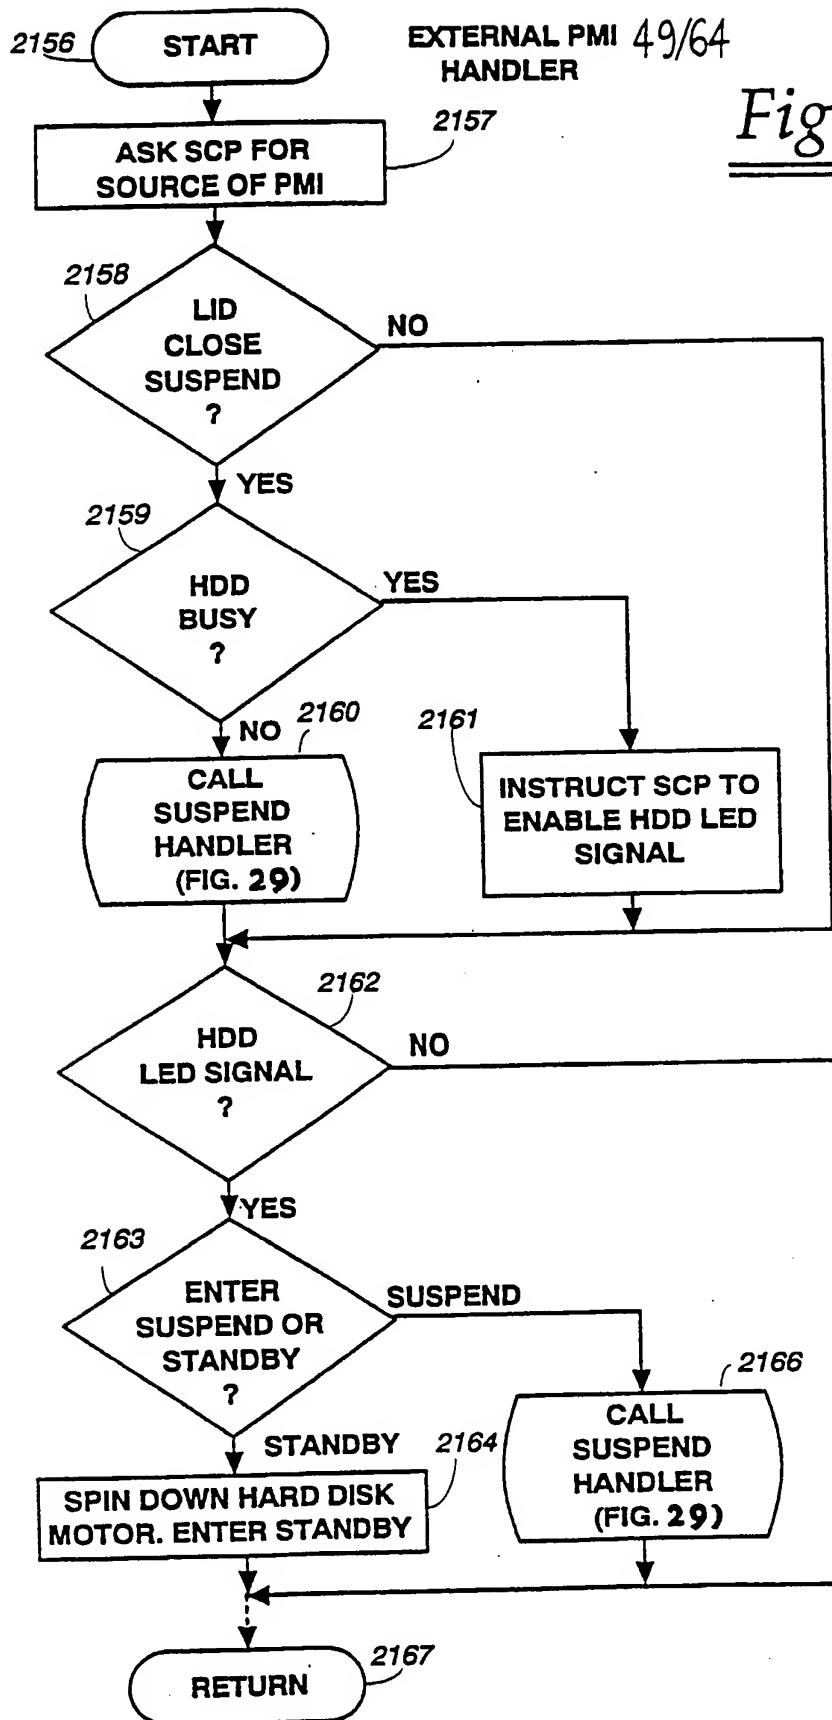 2156
START
EXTERNAL PMI
HANDLER
49/64
Fig
2157
ASK SCP FOR
SOURCE OF PMI
2158
LID
CLOSE
SUSPEND
?
NO
YES
2159
HDD
BUSY
?
YES
NO
2160
CALL
SUSPEND
HANDLER
(FIG. 29)
2161
INSTRUCT SCP TO
ENABLE HDD LED
SIGNAL
2162
HDD
LED SIGNAL
?
NO
YES
2163
ENTER
SUSPEND OR
STANDBY
?
SUSPEND
STANDBY
2164
SPIN DOWN HARD DISK
MOTOR. ENTER STANDBY
2166
CALL
SUSPEND
HANDLER
(FIG. 29)
RETURN
2167